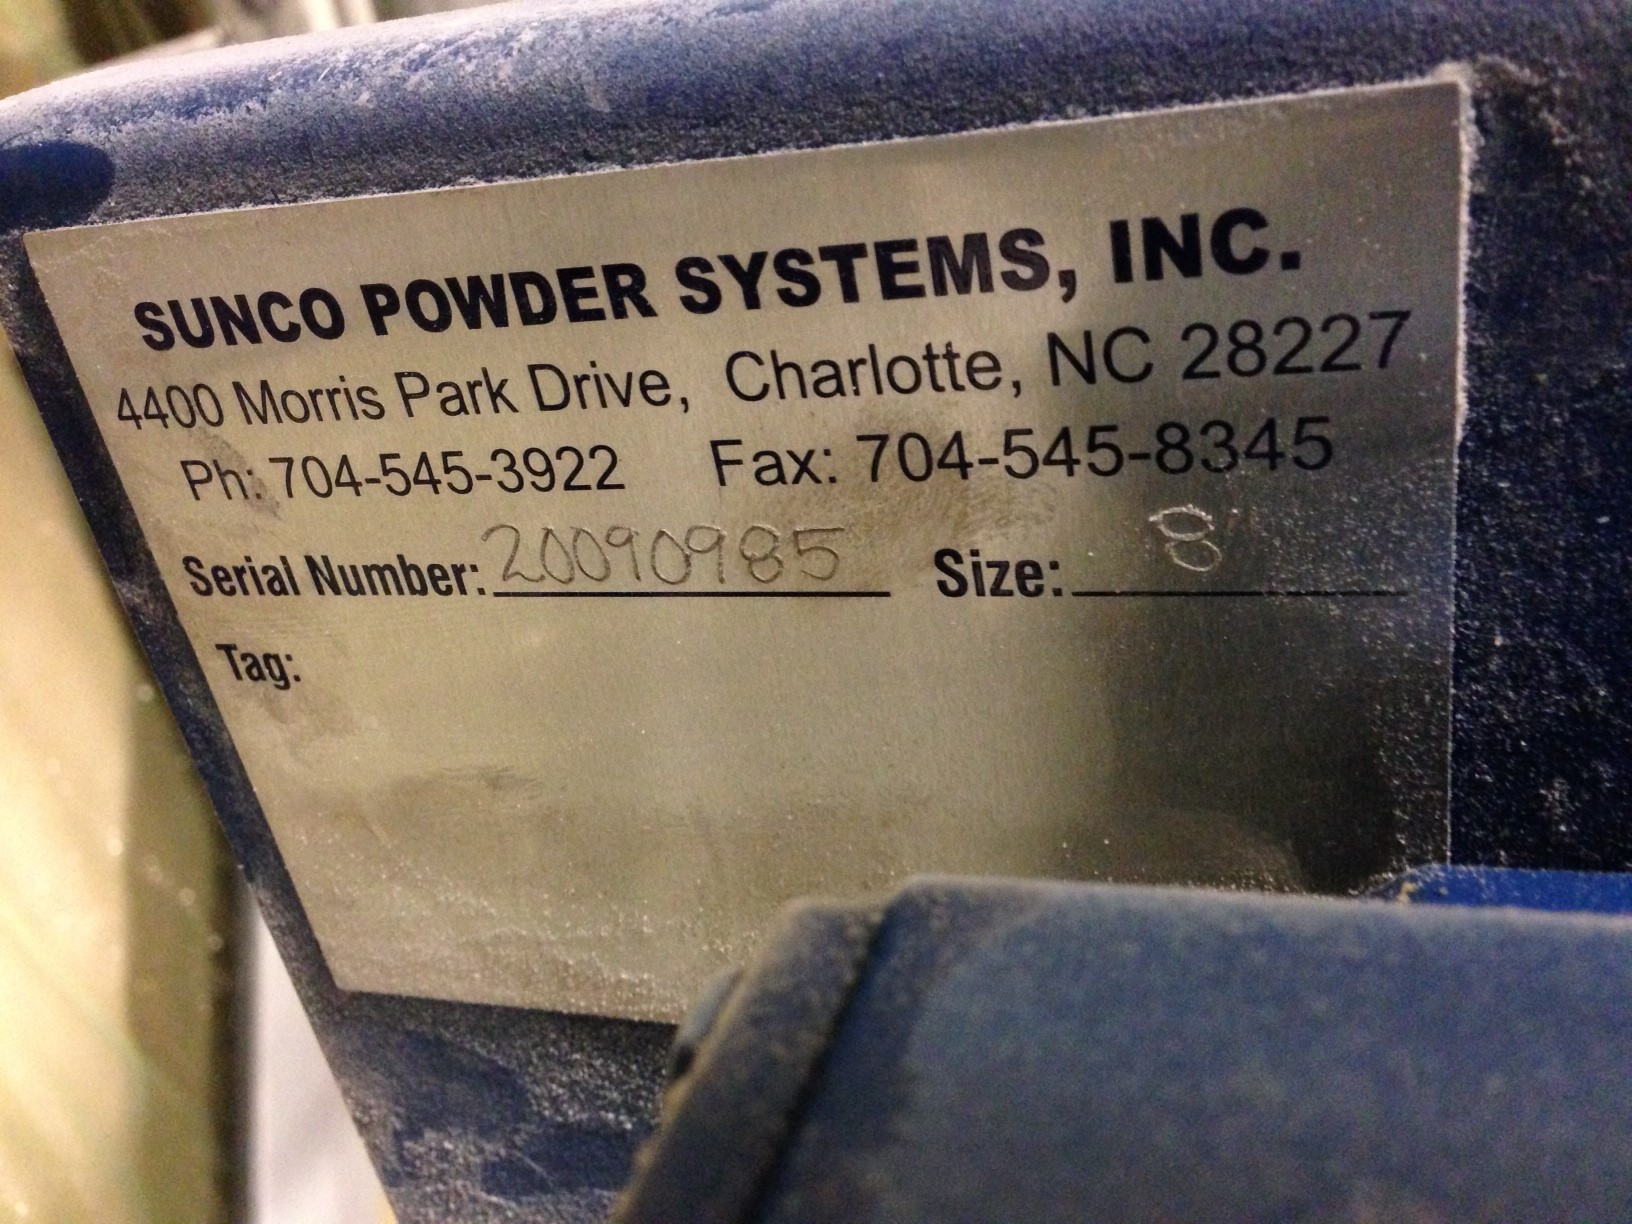 SUNCO POWDER SYSTEMS, INC.
4400 Morris Park Drive, Charlotte, NC 28227
Ph: 704-545-3922 Fax: 704-545-8345
Serial Number: 20090985 Size: 8"
Tag: